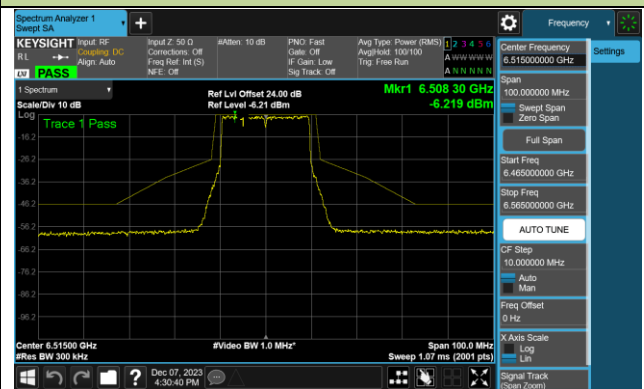 Spectrum Analyzer 1
Swept SA
+
Frequency
KEYSIGHT
Input: RF
Input Z: 50 Ω
#Atten: 10 dB
PNO: Fast
Avg Type: Power (RMS)
1 2 3 4 5 6
RL
Coupling: DC
Corrections: Off
Gate: Off
Avg|Hold: 100/100
A W W W W W
Align: Auto
Freq Ref: Int (S)
IF Gain: Low
Trig: Free Run
PASS
NFE: Off
Sig Track: Off
A N N N N N
Center Frequency
6.515000000 GHz
Settings
Span
100.000000 MHz
Swept Span
Zero Span
Full Span
Start Freq
6.465000000 GHz
Stop Freq
6.565000000 GHz
AUTO TUNE
CF Step
10.000000 MHz
Auto
Man
Freq Offset
0 Hz
X Axis Scale
Log
Lin
Signal Track
(Span Zoom)
1 Spectrum
Ref Lvl Offset 24.00 dB
Mkr1 6.508 30 GHz
Scale/Div 10 dB
Ref Level -6.21 dBm
-6.219 dBm
Log
Trace 1 Pass
1
-16.2
-26.2
-36.2
-46.2
-56.2
-66.2
-76.2
-86.2
-96.2
Center 6.51500 GHz
#Video BW 1.0 MHz*
Span 100.0 MHz
#Res BW 300 kHz
Sweep 1.07 ms (2001 pts)
?
Dec 07, 2023
4:30:40 PM